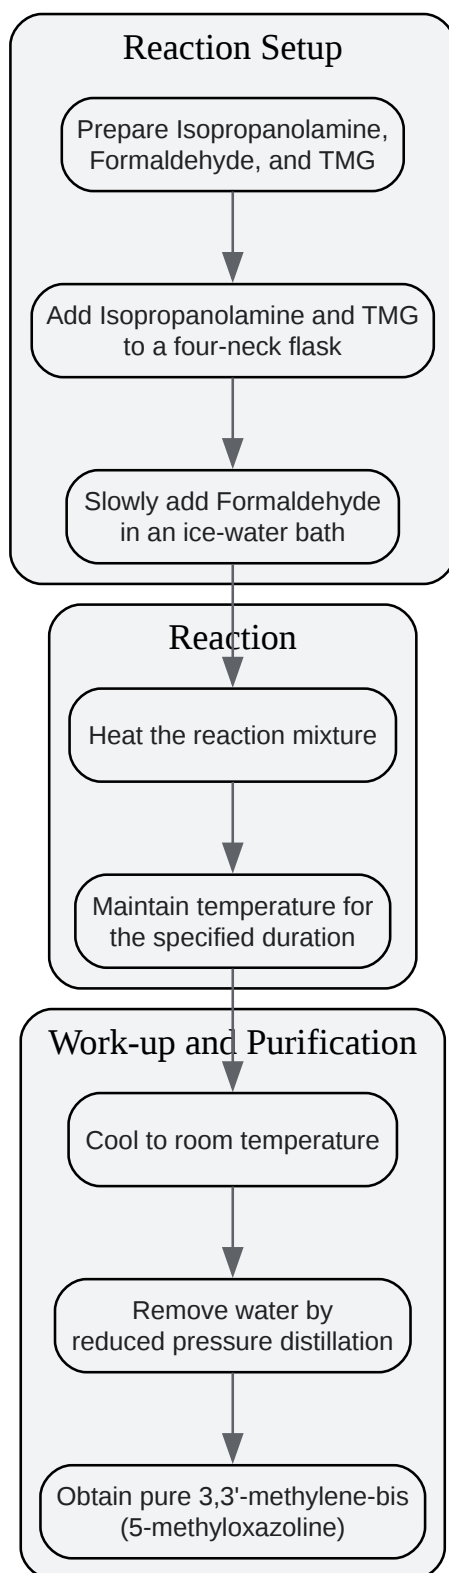 Reaction Setup
Prepare Isopropanolamine,
Formaldehyde, and TMG
Add Isopropanolamine and TMG
to a four-neck flask
Slowly add Formaldehyde
in an ice-water bath
Reaction
Heat the reaction mixture
Maintain temperature for
the specified duration
Work-up and Purification
Cool to room temperature
Remove water by
reduced pressure distillation
Obtain pure 3,3'-methylene-bis
(5-methyloxazoline)